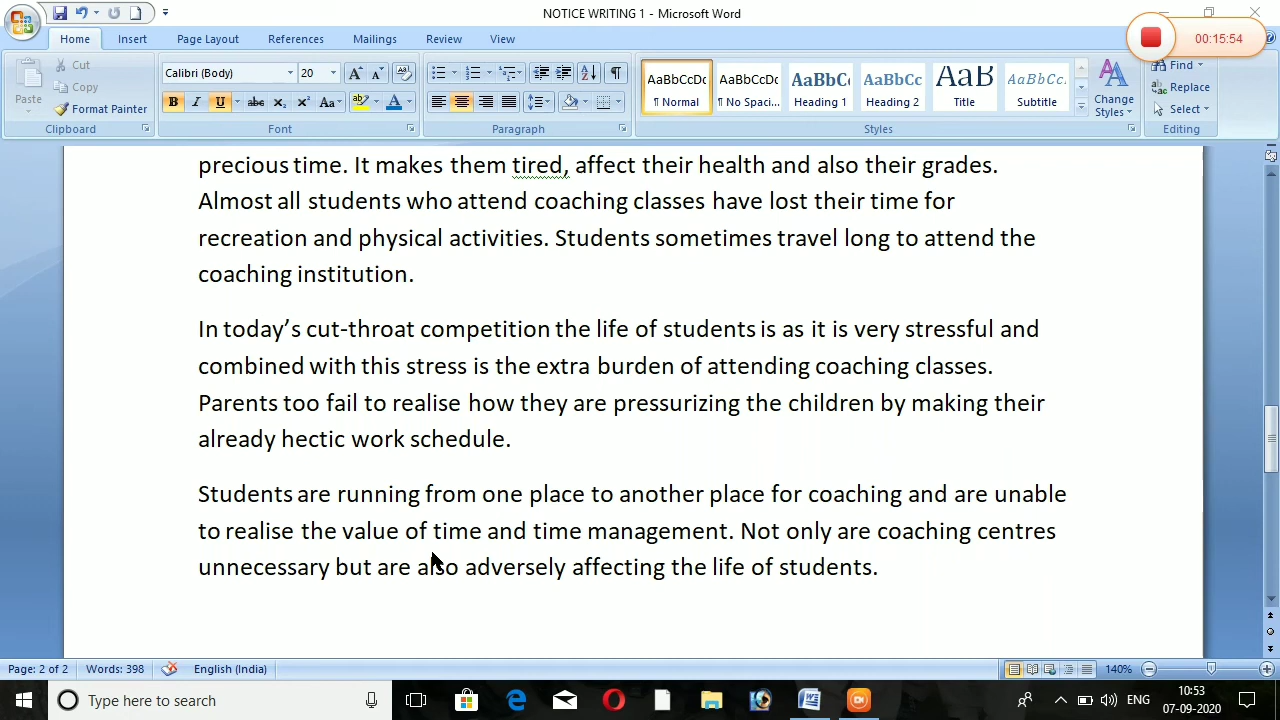 NOTICE WRITING 1 - Microsoft Word
00:15:54
Home Insert Page Layout References Mailings Review View
Paste
Cut
Copy
Format Painter
Clipboard
Calibri (Body) 20
Font
Paragraph
AaBbCcDc AaBbCcDc AaBbC AaBbCc AaB AaBbCc.
¶ Normal ¶ No Spaci... Heading 1 Heading 2 Title Subtitle
Change
Styles
Styles
Find
Replace
Select
Editing
precious time. It makes them tired, affect their health and also their grades.
Almost all students who attend coaching classes have lost their time for
recreation and physical activities. Students sometimes travel long to attend the
coaching institution.
In today’s cut-throat competition the life of students is as it is very stressful and
combined with this stress is the extra burden of attending coaching classes.
Parents too fail to realise how they are pressurizing the children by making their
already hectic work schedule.
Students are running from one place to another place for coaching and are unable
to realise the value of time and time management. Not only are coaching centres
unnecessary but are also adversely affecting the life of students.
Page: 2 of 2 Words: 398 English (India) 140%
Type here to search ENG 10:53
07-09-2020